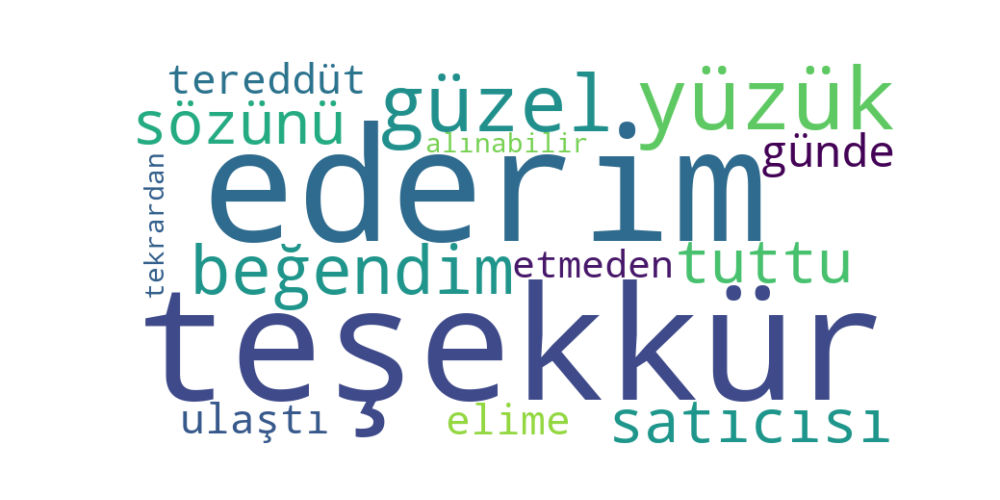 tereddüt
güzel
yüzük
sözünü
alınabilir
günde
ederim
tekrardan
beğendim
etmeden
tuttu
teşekkür
ulaştı
elime
satıcısı